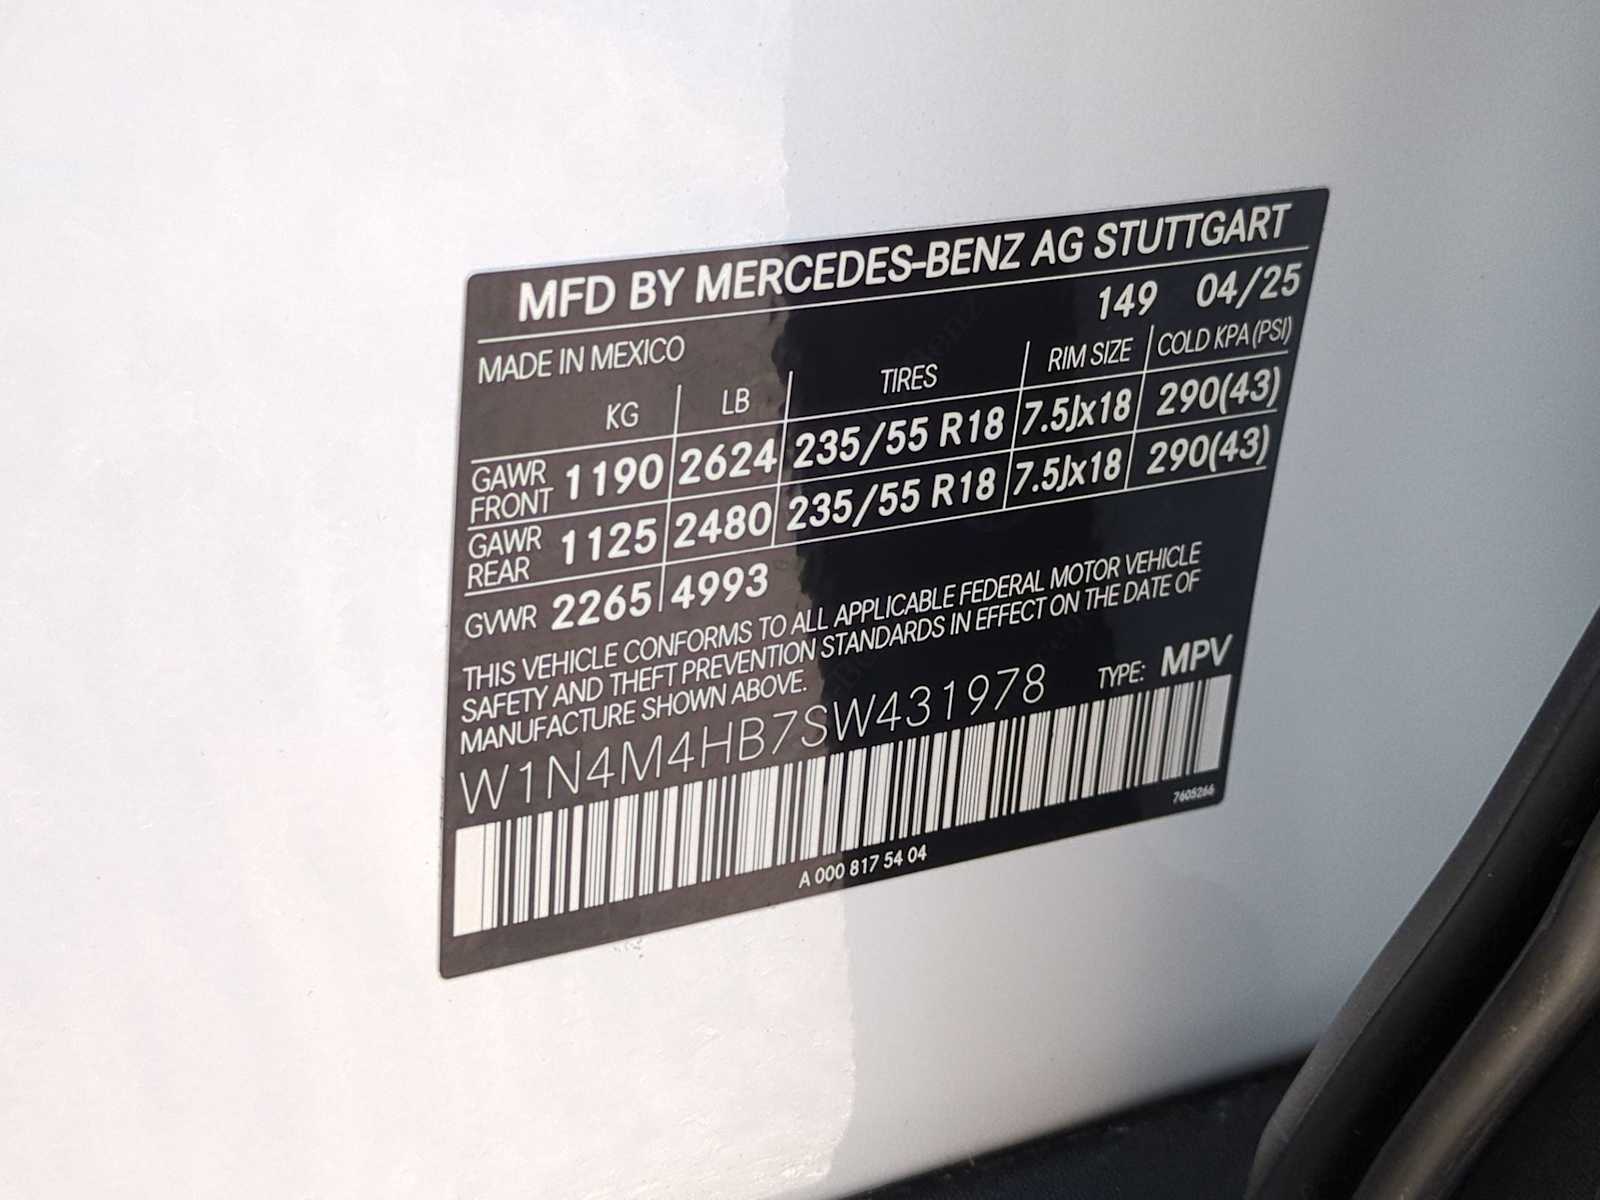 MFD BY MERCEDES-BENZ AG STUTTGART
149 04/25
MADE IN MEXICO
KG LB TIRES RIM SIZE COLD KPA (PSI)
GAWR FRONT 1190 2624 235/55 R18 7.5Jx18 290(43)
GAWR REAR 1125 2480 235/55 R18 7.5Jx18 290(43)
GVWR 2265 4993
THIS VEHICLE CONFORMS TO ALL APPLICABLE FEDERAL MOTOR VEHICLE
SAFETY AND THEFT PREVENTION STANDARDS IN EFFECT ON THE DATE OF
MANUFACTURE SHOWN ABOVE.
W1N4M4HB7SW431978 TYPE: MPV
7605266
A 000 817 54 04